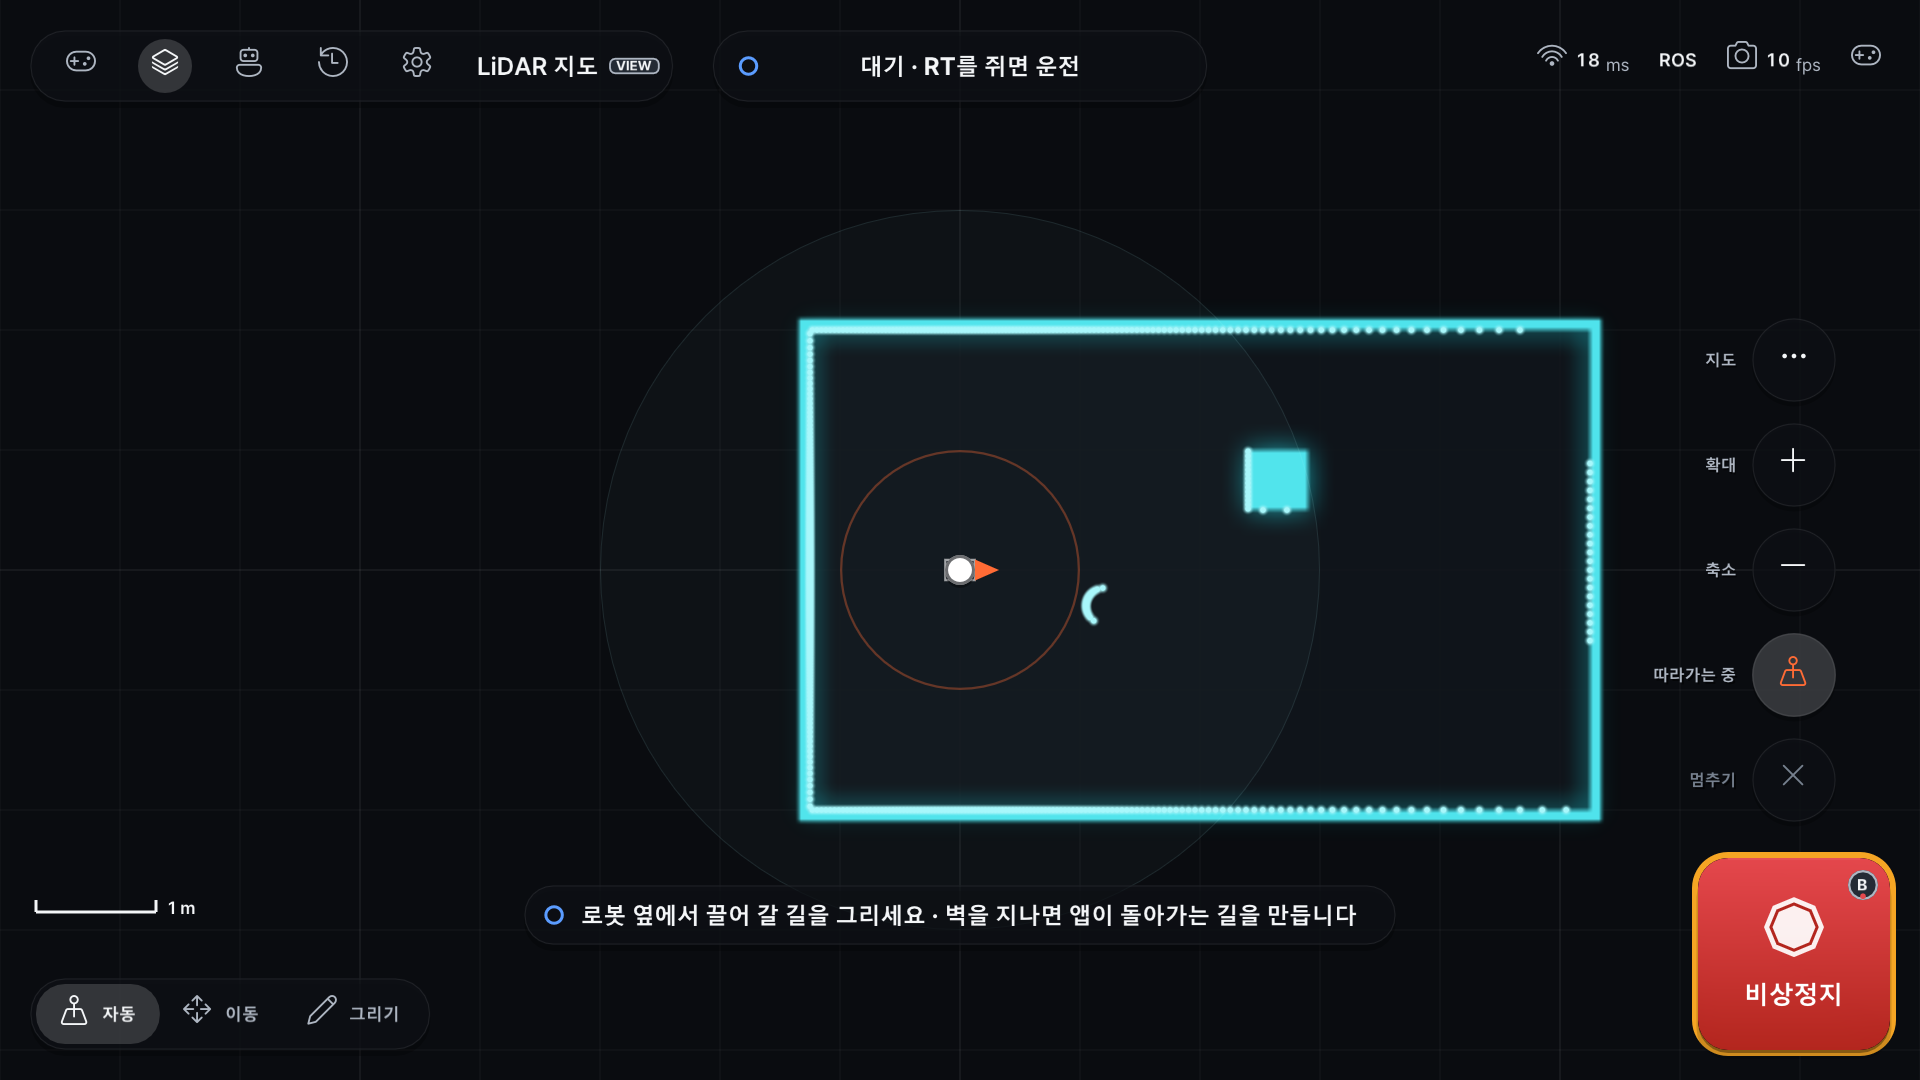 LiDAR 지도 VIEW
대기 · RT를 쥐면 운전
18 ms ROS 10 fps
지도
확대
축소
따라가는 중
멈추기
1 m
로봇 옆에서 끌어 갈 길을 그리세요 · 벽을 지나면 앱이 돌아가는 길을 만듭니다
B
비상정지
자동 이동 그리기